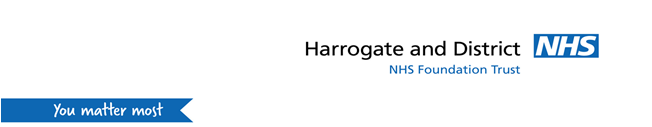 Harrogate and District NHS
NHS Foundation Trust
You matter most